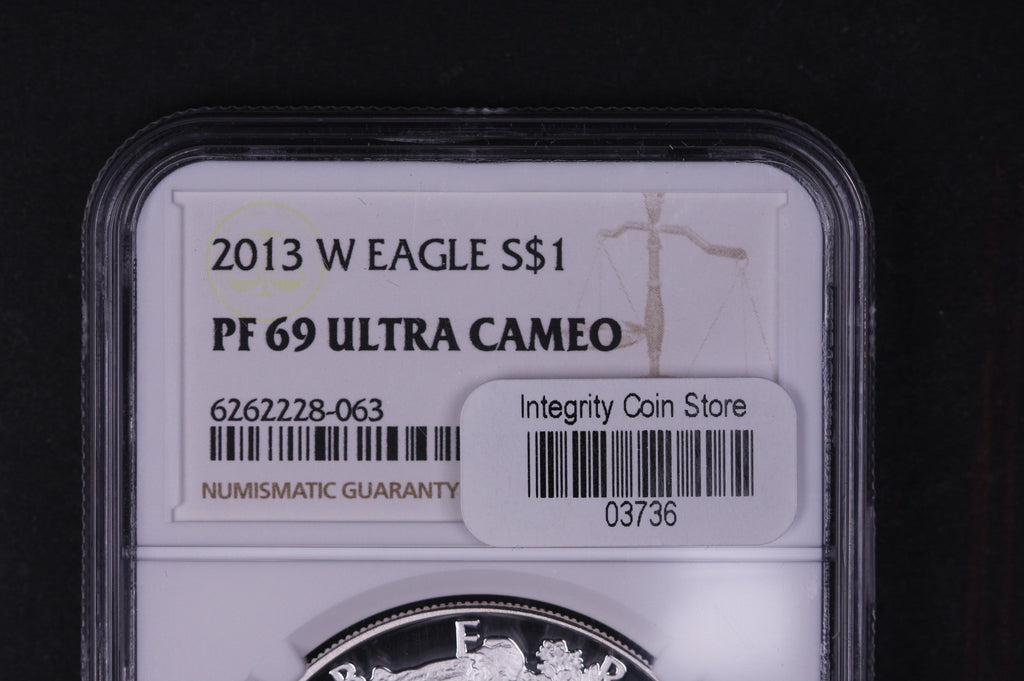 2013 W EAGLE S$1
PF 69 ULTRA CAMEO
6262228-063
NUMISMATIC GUARANTY
Integrity Coin Store
03736
E
B R